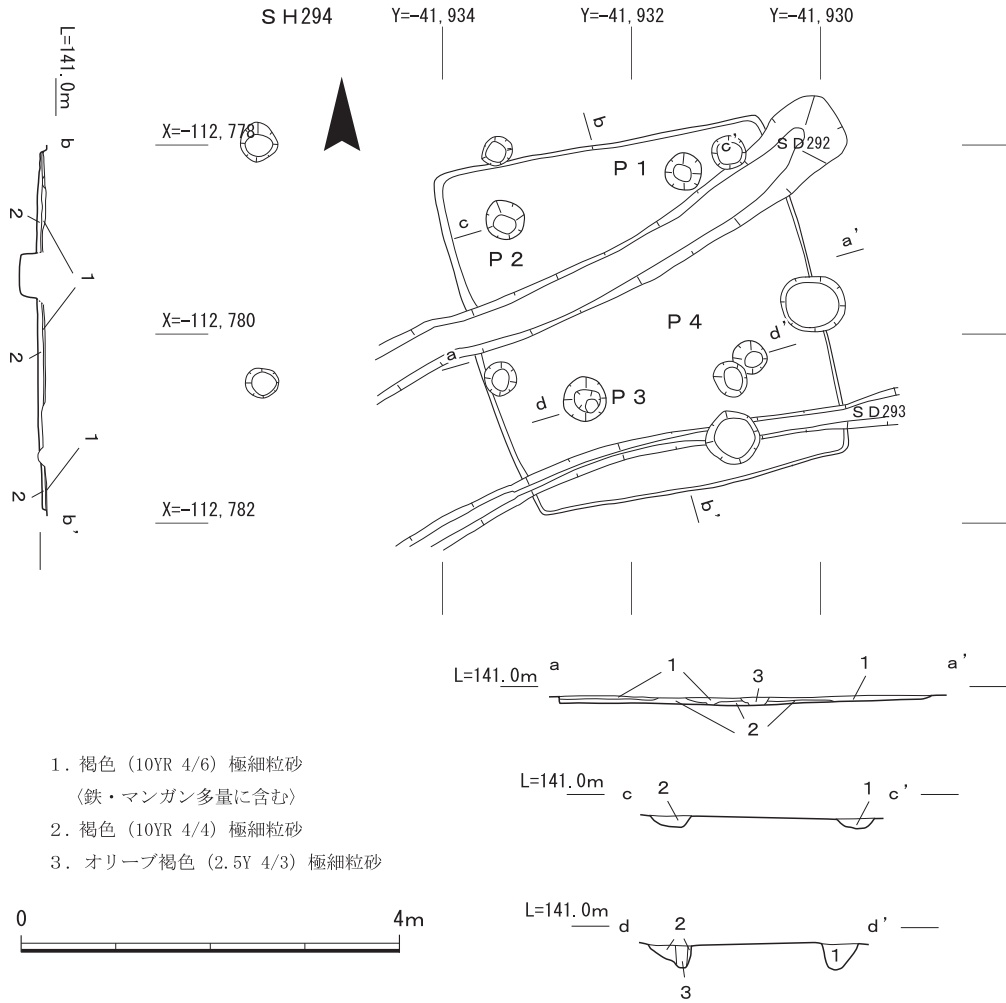 ＳＨ294
Y=-41,934
Y=-41,932
Y=-41,930
L=141.0m
b
2
1
2
1
2
b'
X=-112,778
X=-112,780
X=-112,782
b
c'
ＳＤ292
Ｐ１
c
Ｐ２
a'
Ｐ４
d'
a
d
Ｐ３
ＳＤ293
b'
L=141.0m
a
1
3
1
a'
2
L=141.0m
c
2
1
c'
L=141.0m
d
2
1
d'
3
１．褐色（10YR 4/6）極細粒砂
〈鉄・マンガン多量に含む〉
２．褐色（10YR 4/4）極細粒砂
３．オリーブ褐色（2.5Y 4/3）極細粒砂
0
4m